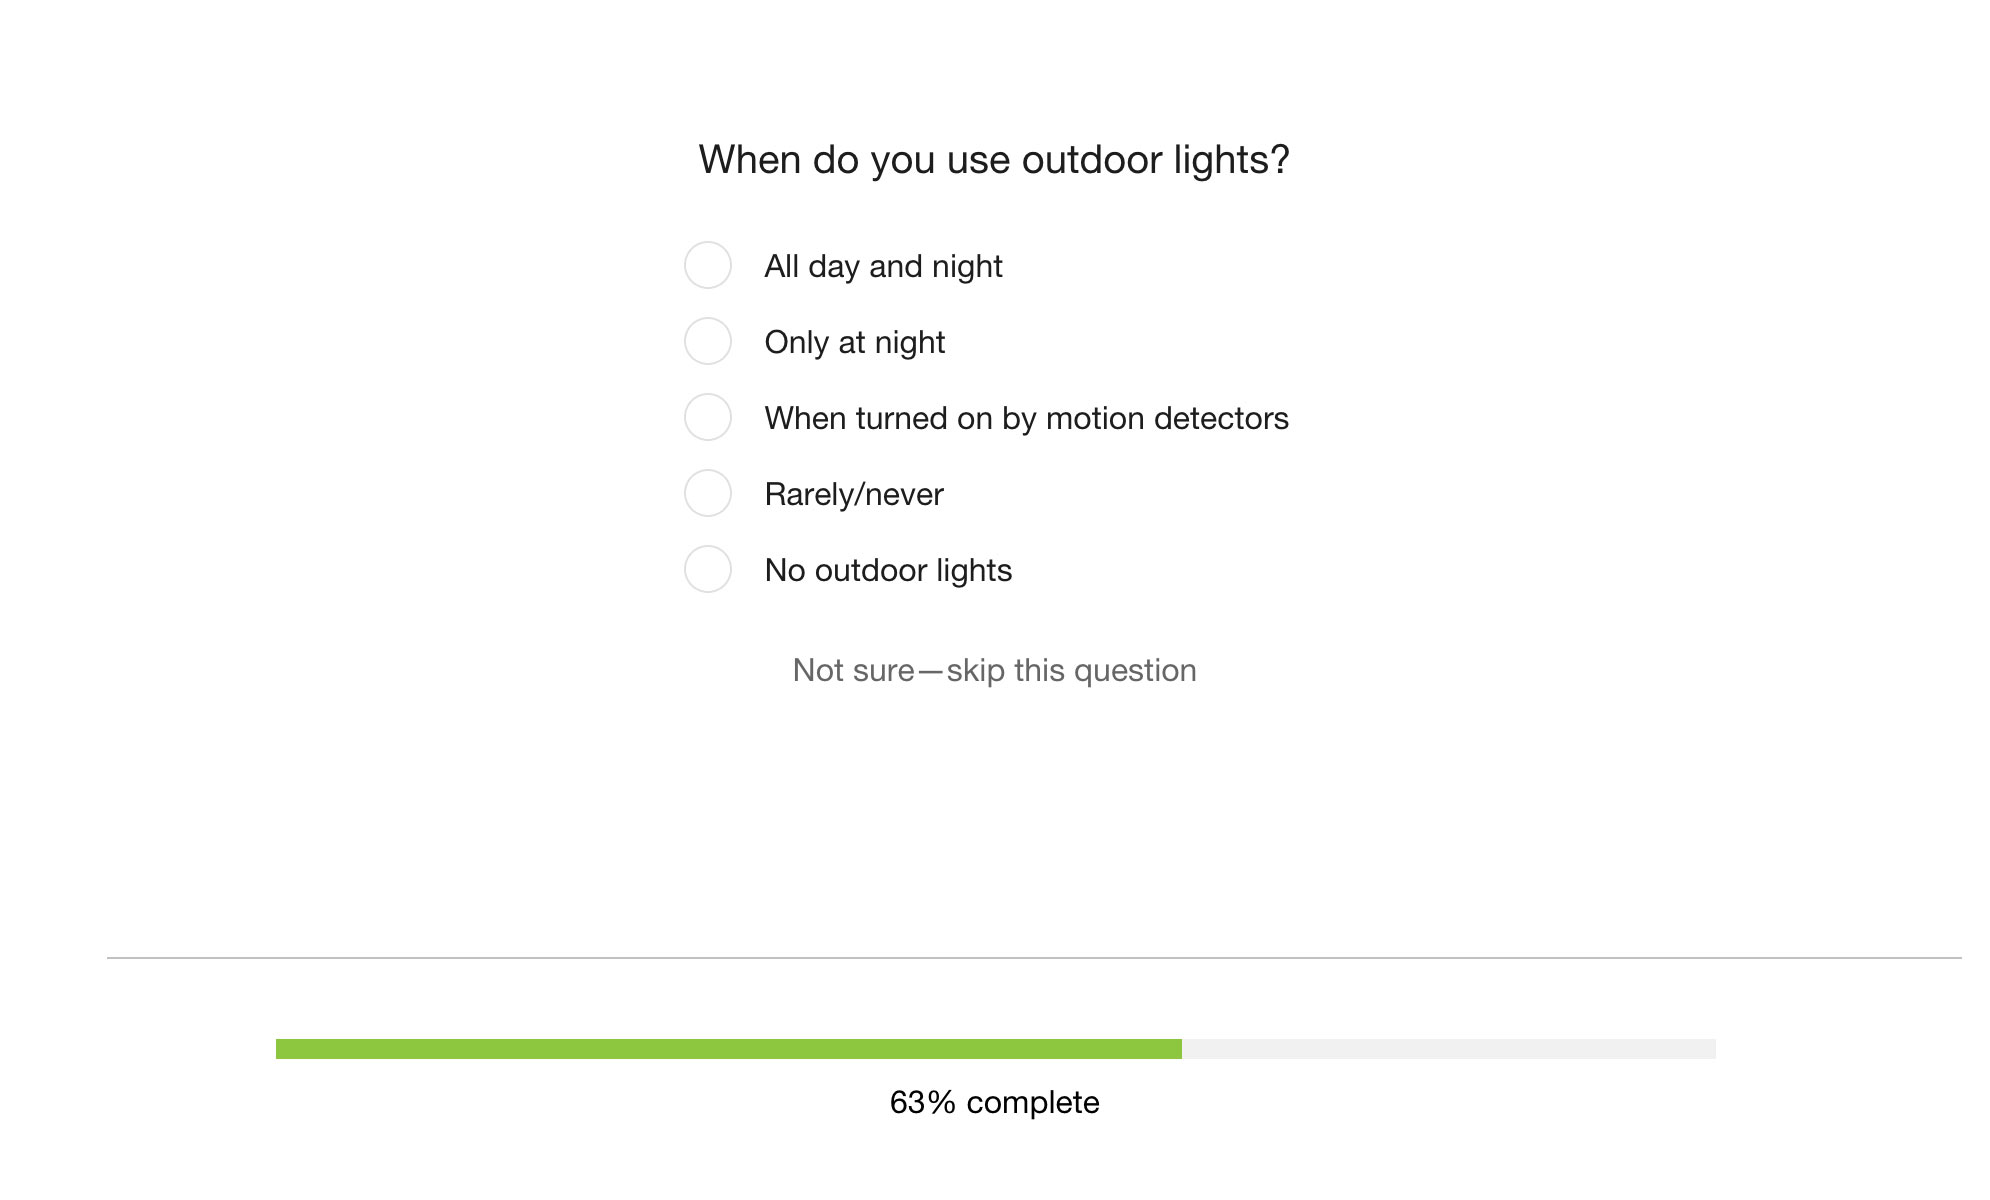 When do you use outdoor lights?
All day and night
Only at night
When turned on by motion detectors
Rarely/never
No outdoor lights
Not sure—skip this question
63% complete